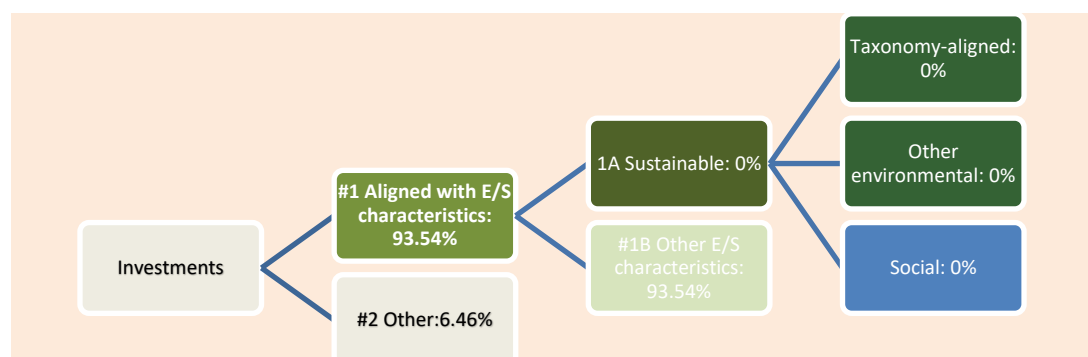 Taxonomy-aligned:
0%
1A Sustainable: 0%
Other
environmental: 0%
#1 Aligned with E/S
characteristics:
93.54%
Investments
#1B Other E/S
characteristics:
93.54%
Social: 0%
#2 Other:6.46%